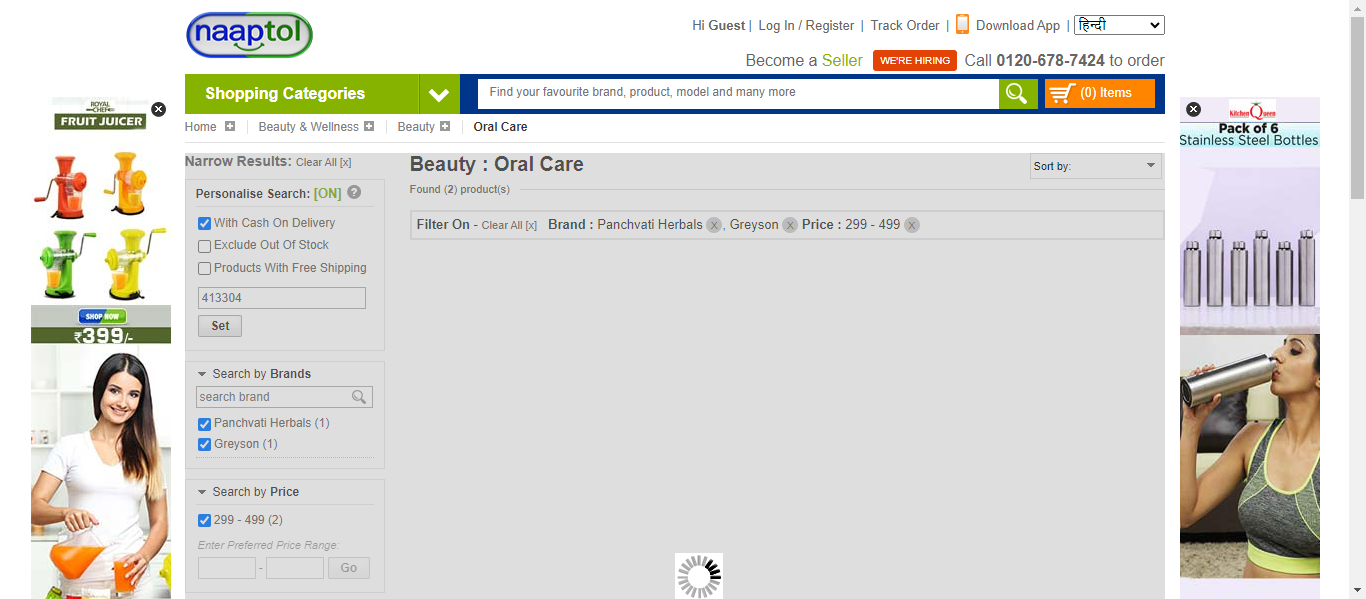 naaptol
Hi Guest | Log In / Register | Track Order | Download App | हिन्दी
Become a Seller WE'RE HIRING Call 0120-678-7424 to order
Shopping Categories
Find your favourite brand, product, model and many more
(0) Items
Home
Beauty & Wellness
Beauty
Oral Care
ROYAL
CHEF
FRUIT JUICER
SHOP NOW
₹399/-
Narrow Results: Clear All [x]
Personalise Search: [ON] ?
With Cash On Delivery
Exclude Out Of Stock
Products With Free Shipping
413304
Set
Search by Brands
search brand
Panchvati Herbals (1)
Greyson (1)
Search by Price
299 - 499 (2)
Enter Preferred Price Range:
- Go
Beauty : Oral Care
Sort by:
Found (2) product(s)
Filter On - Clear All [x] Brand : Panchvati Herbals x, Greyson x Price : 299 - 499 x
Kitchen Queen
Pack of 6
Stainless Steel Bottles